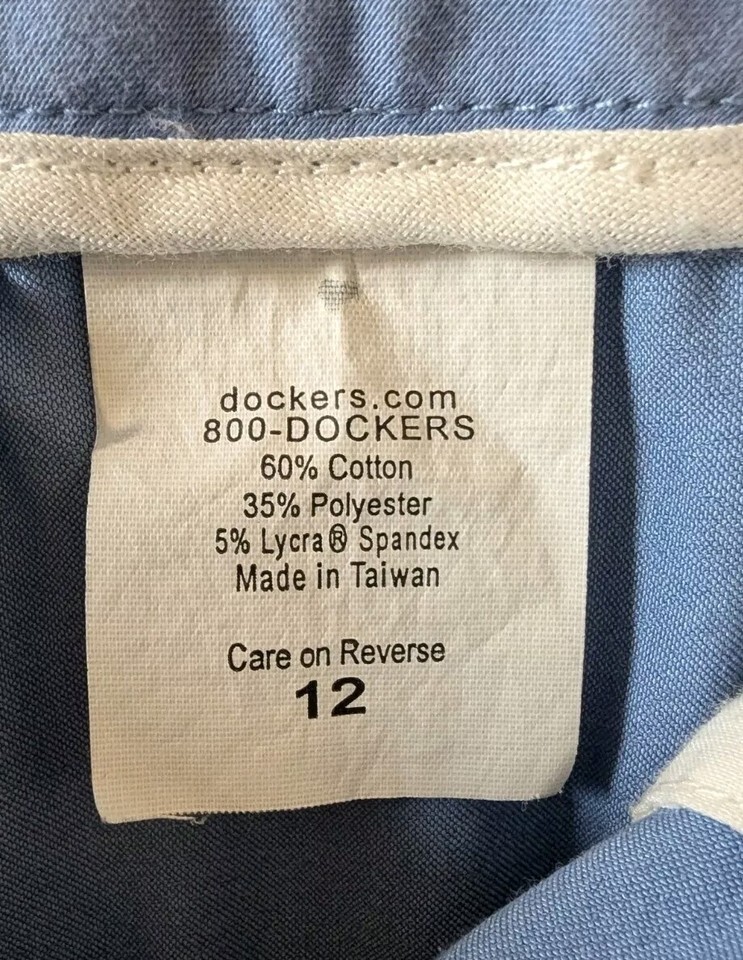 dockers.com
800-DOCKERS
60% Cotton
35% Polyester
5% Lycra® Spandex
Made in Taiwan
Care on Reverse
12